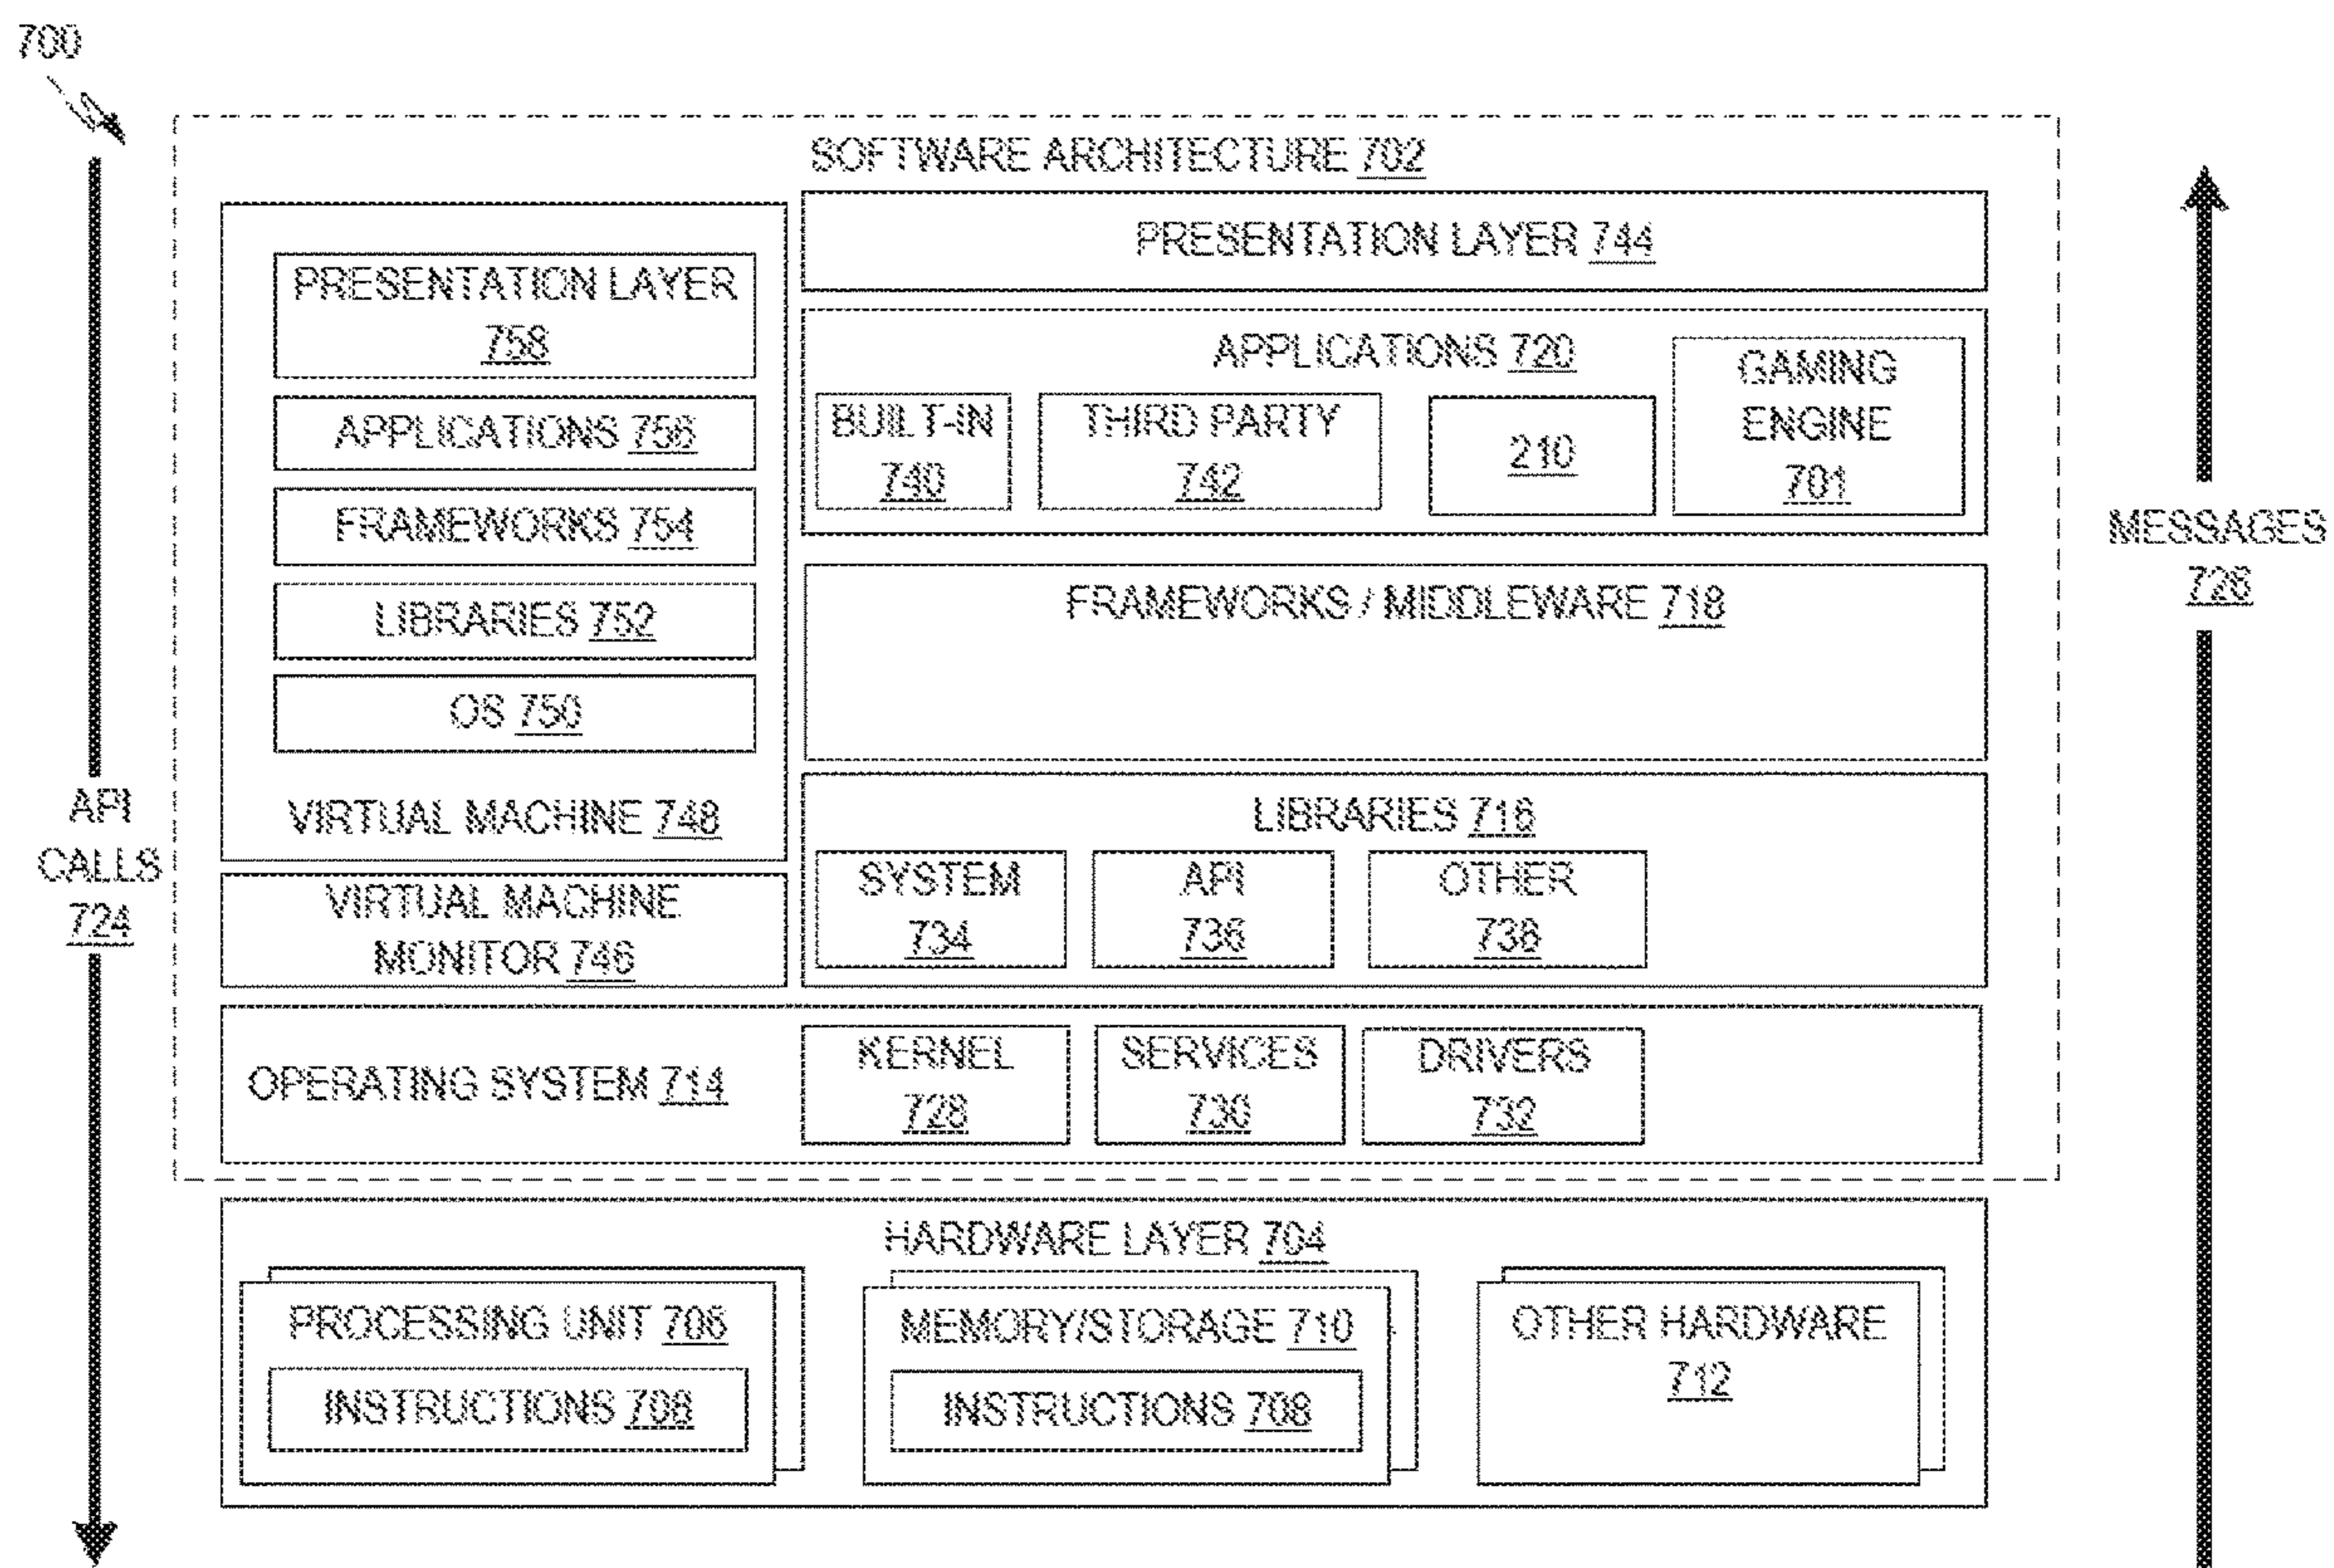 700
SOFTWARE ARCHITECTURE 702
PRESENTATION LAYER
758
APPLICATIONS 756
FRAMEWORKS 754
LIBRARIES 752
OS 750
VIRTUAL MACHINE 748
VIRTUAL MACHINE
MONITOR 746
PRESENTATION LAYER 744
APPLICATIONS 720
BUILT-IN
740
THIRD PARTY
742
210
GAMING
ENGINE
701
FRAMEWORKS / MIDDLEWARE 718
LIBRARIES 716
SYSTEM
734
API
736
OTHER
738
OPERATING SYSTEM 714
KERNEL
728
SERVICES
730
DRIVERS
732
HARDWARE LAYER 704
PROCESSING UNIT 706
INSTRUCTIONS 708
MEMORY/STORAGE 710
INSTRUCTIONS 708
OTHER HARDWARE
712
API
CALLS
724
MESSAGES
726